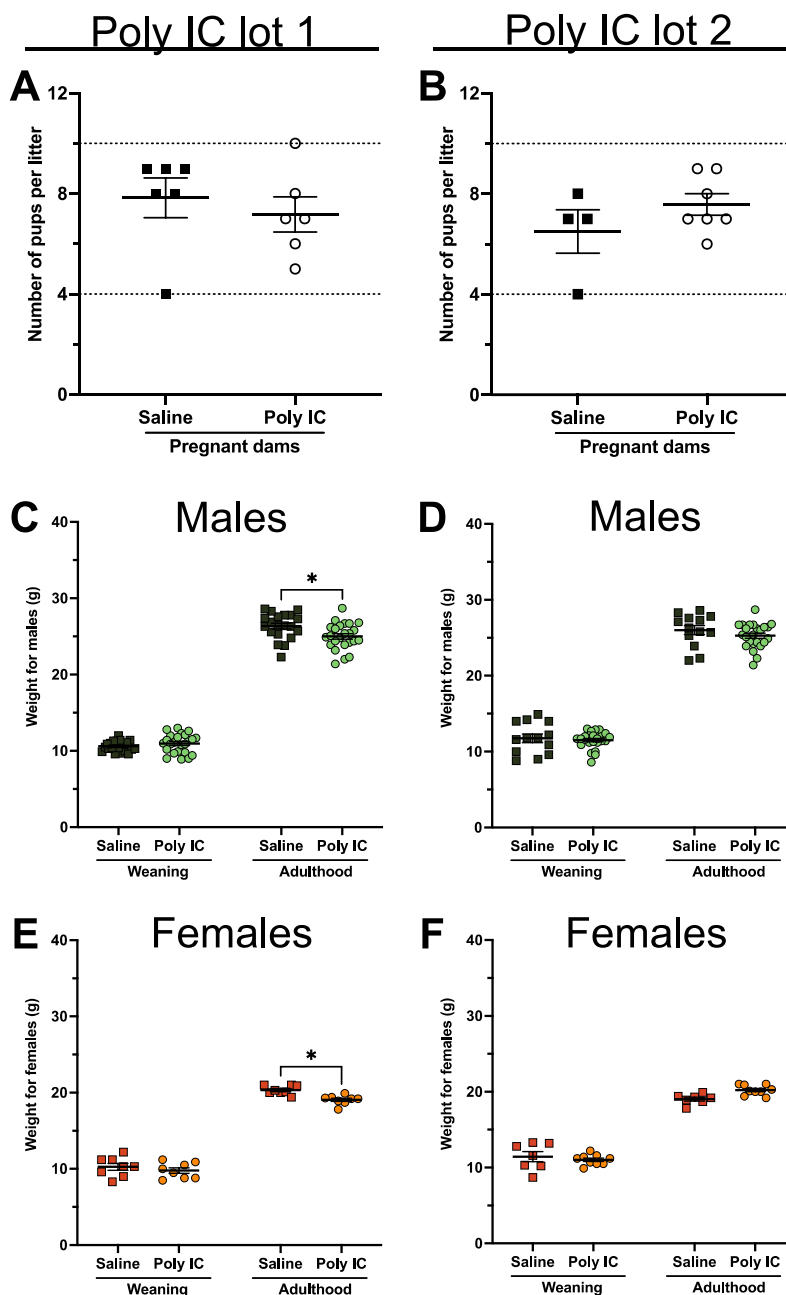 Poly IC lot 1
Poly IC lot 2
A
Number of pups per litter
12
8
4
0
Saline
Poly IC
Pregnant dams
B
Number of pups per litter
12
8
4
0
Saline
Poly IC
Pregnant dams
C
Males
Weight for males (g)
40
30
20
10
0
*
Saline
Poly IC
Saline
Poly IC
Weaning
Adulthood
D
Males
Weight for males (g)
40
30
20
10
0
Saline
Poly IC
Saline
Poly IC
Weaning
Adulthood
E
Females
Weight for females (g)
40
30
20
10
0
*
Saline
Poly IC
Saline
Poly IC
Weaning
Adulthood
F
Females
Weight for females (g)
40
30
20
10
0
Saline
Poly IC
Saline
Poly IC
Weaning
Adulthood